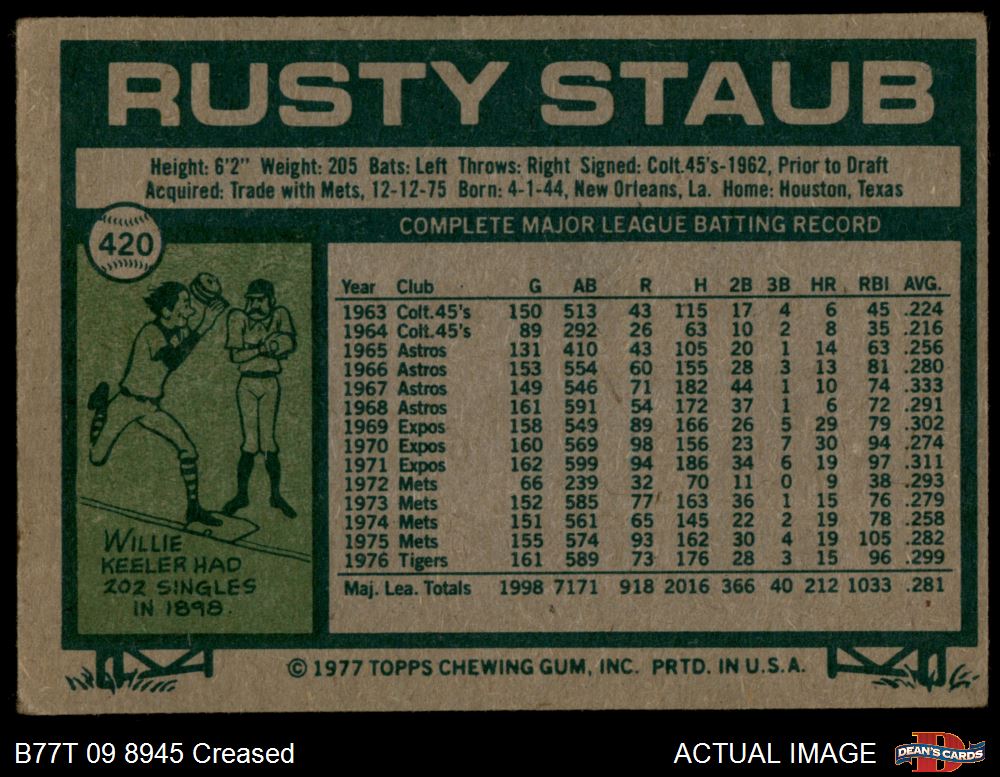 RUSTY STAUB
Height: 6'2" Weight: 205 Bats: Left Throws: Right Signed: Colt.45's-1962, Prior to Draft
Acquired: Trade with Mets, 12-12-75 Born: 4-1-44, New Orleans, La. Home: Houston, Texas
420
COMPLETE MAJOR LEAGUE BATTING RECORD
Year Club G AB R H 2B 3B HR RBI AVG.
1963 Colt.45's 150 513 43 115 17 4 6 45 .224
1964 Colt.45's 89 292 26 63 10 2 8 35 .216
1965 Astros 131 410 43 105 20 1 14 63 .256
1966 Astros 153 554 60 155 28 3 13 81 .280
1967 Astros 149 546 71 182 44 1 10 74 .333
1968 Astros 161 591 54 172 37 1 6 72 .291
1969 Expos 158 549 89 166 26 5 29 79 .302
1970 Expos 160 569 98 156 23 7 30 94 .274
1971 Expos 162 599 94 186 34 6 19 97 .311
1972 Mets 66 239 32 70 11 0 9 38 .293
1973 Mets 152 585 77 163 36 1 15 76 .279
1974 Mets 151 561 65 145 22 2 19 78 .258
1975 Mets 155 574 93 162 30 4 19 105 .282
1976 Tigers 161 589 73 176 28 3 15 96 .299
Maj. Lea. Totals 1998 7171 918 2016 366 40 212 1033 .281
WILLIE
KEELER HAD
202 SINGLES
IN 1898.
© 1977 TOPPS CHEWING GUM, INC. PRTD. IN U.S.A.
B77T 09 8945 Creased
ACTUAL IMAGE
DEAN'S CARDS